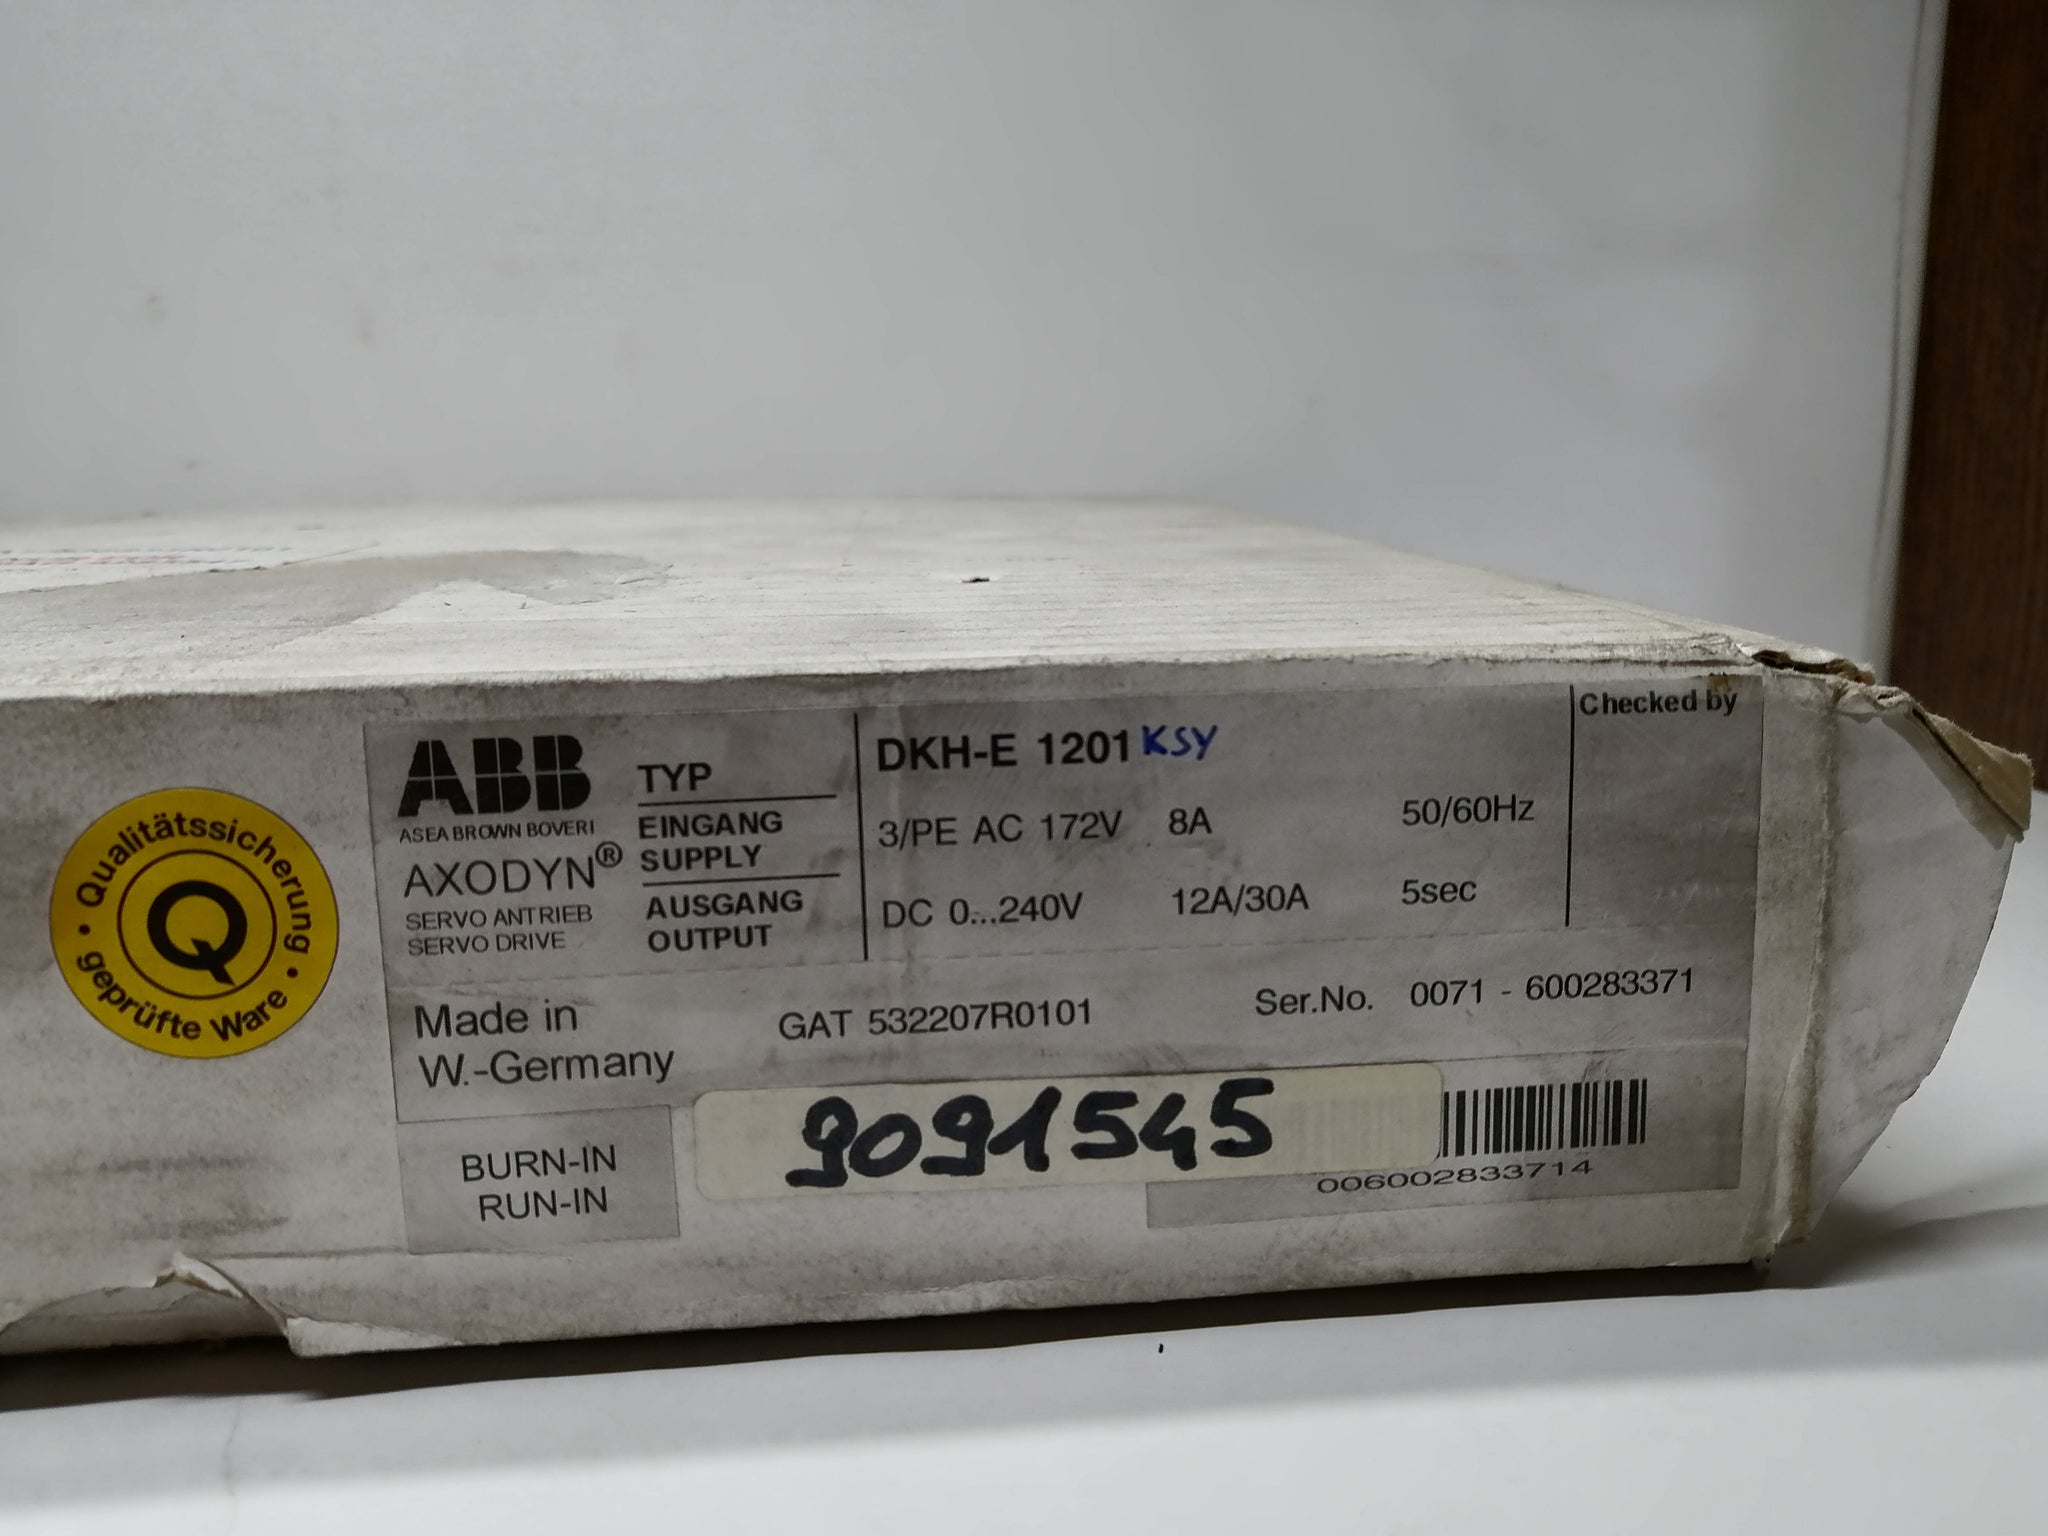 Qualitätssicherung
Q
geprüfte Ware
ABB
ASEA BROWN BOVERI
AXODYN®
SERVO ANTRIEB
SERVO DRIVE
TYP
DKH-E 1201 KSY
EINGANG
SUPPLY
3/PE AC 172V 8A 50/60Hz
AUSGANG
OUTPUT
DC 0...240V 12A/30A 5sec
Checked by
Made in
W.-Germany
GAT 532207R0101
Ser.No. 0071 - 600283371
BURN-IN
RUN-IN
9091545
006002833714